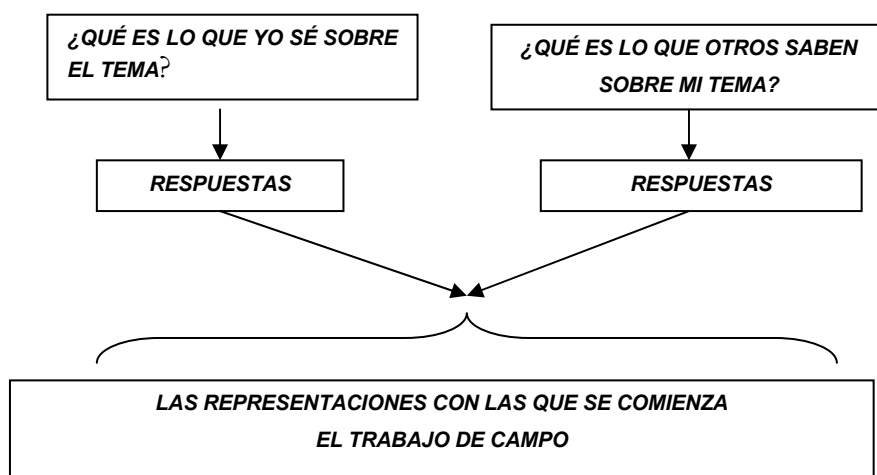 ¿QUÉ ES LO QUE YO SÉ SOBRE
EL TEMA?
¿QUÉ ES LO QUE OTROS SABEN
SOBRE MI TEMA?
RESPUESTAS
RESPUESTAS
LAS REPRESENTACIONES CON LAS QUE SE COMIENZA
EL TRABAJO DE CAMPO